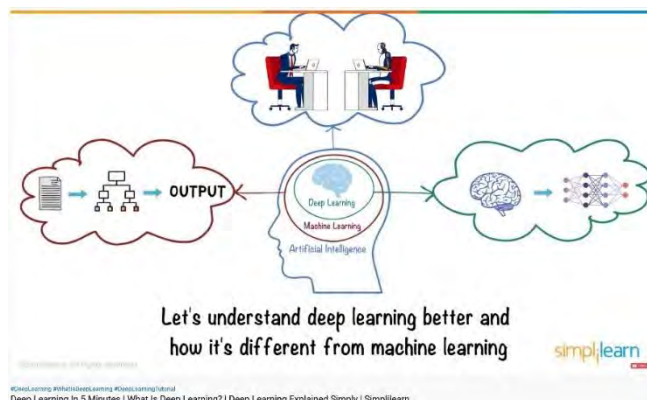 OUTPUT
Deep Learning
Machine Learning
Artificial Intelligence
Let's understand deep learning better and
how it's different from machine learning
simplilearn
#DeepLearning #WhatIsDeepLearning #DeepLearningTutorial
Deep Learning In 5 Minutes | What Is Deep Learning? | Deep Learning Explained Simply | Simplilearn